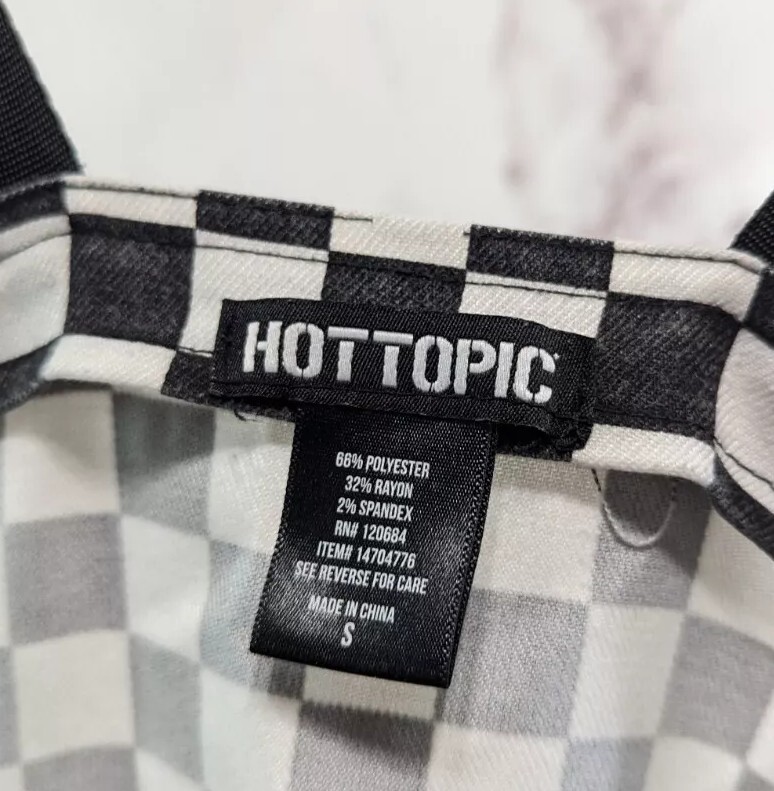 HOT TOPIC
66% POLYESTER
32% RAYON
2% SPANDEX
RN# 120684
ITEM# 14704776
SEE REVERSE FOR CARE
MADE IN CHINA
S